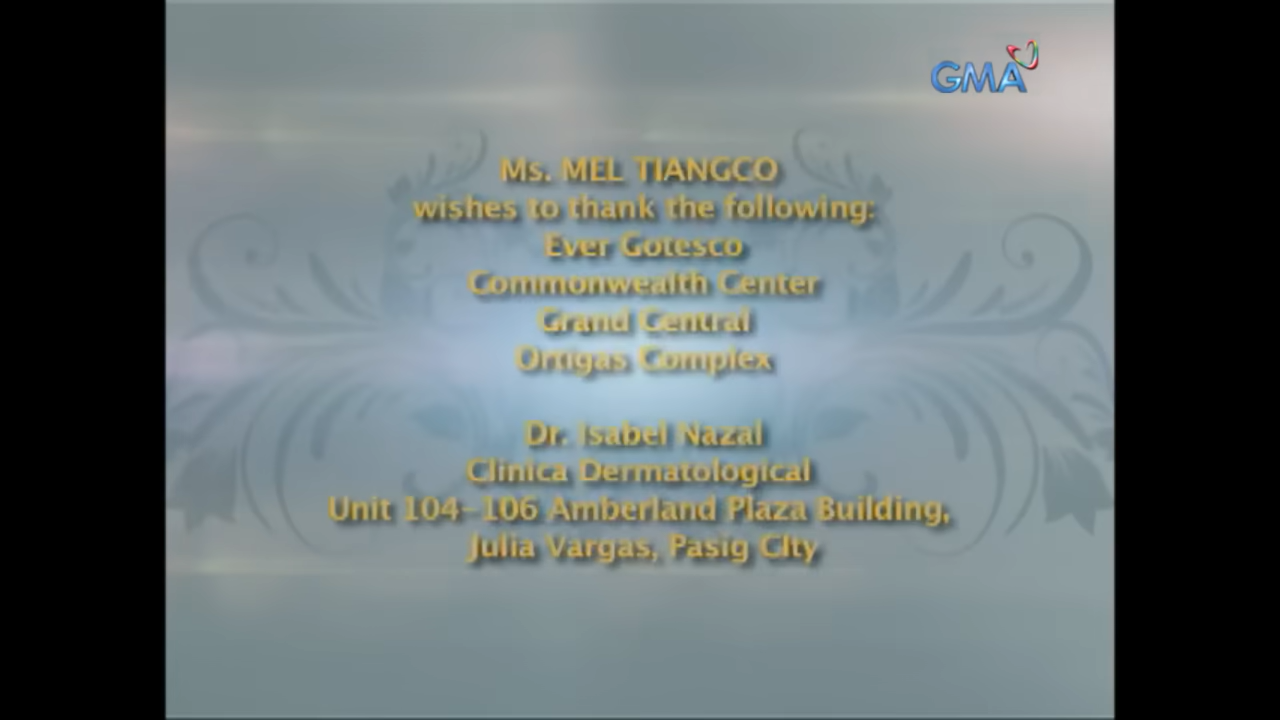 GMA
Ms. MEL TIANGCO
wishes to thank the following:
Ever Gotesco
Commonwealth Center
Grand Central
Ortigas Complex
Dr. Isabel Nazal
Clinica Dermatological
Unit 104-106 Amberland Plaza Building,
Julia Vargas, Pasig CIty